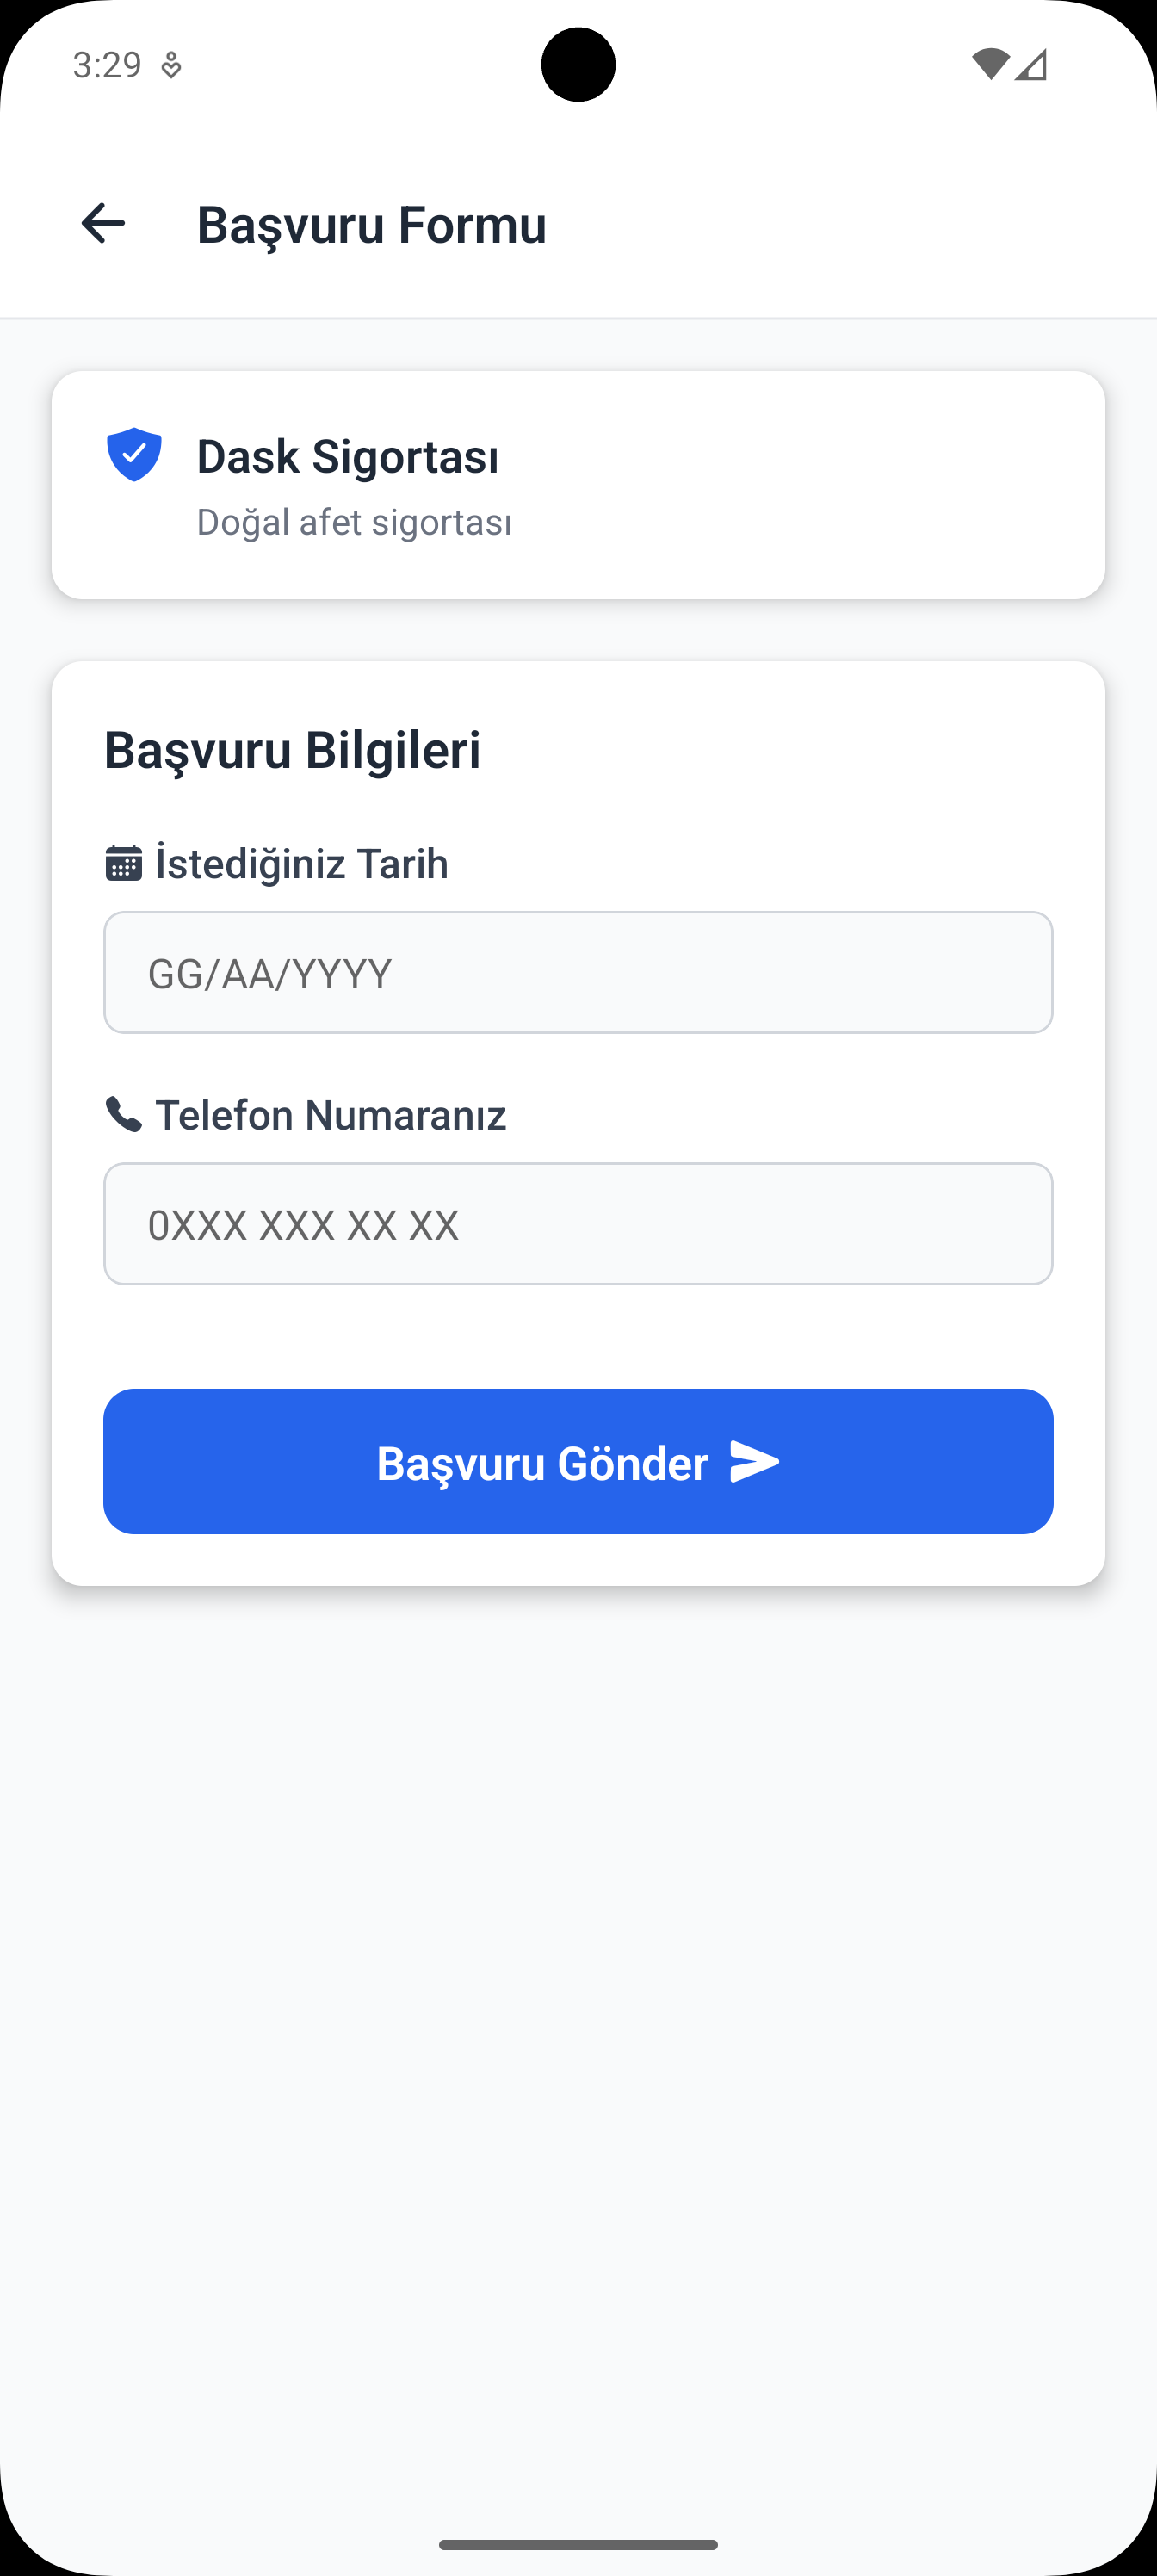 3:29
Başvuru Formu
Dask Sigortası
Doğal afet sigortası
Başvuru Bilgileri
İstediğiniz Tarih
GG/AA/YYYY
Telefon Numaranız
0XXX XXX XX XX
Başvuru Gönder